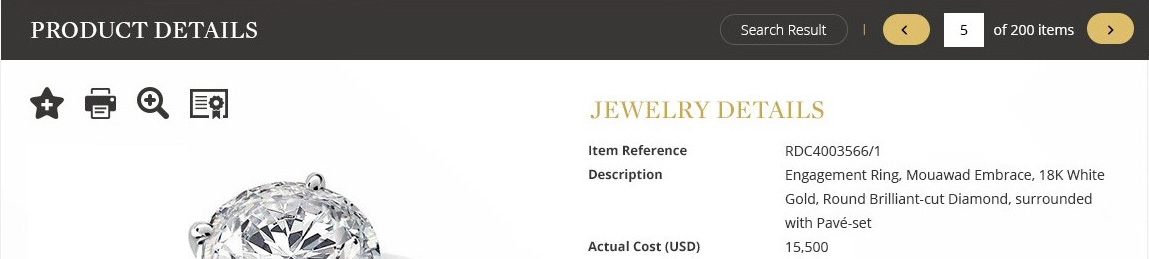 PRODUCT DETAILS
Search Result | < 5 of 200 items >
JEWELRY DETAILS
Item Reference RDC4003566/1
Description Engagement Ring, Mouawad Embrace, 18K White
Gold, Round Brilliant-cut Diamond, surrounded
with Pavé-set
Actual Cost (USD) 15,500